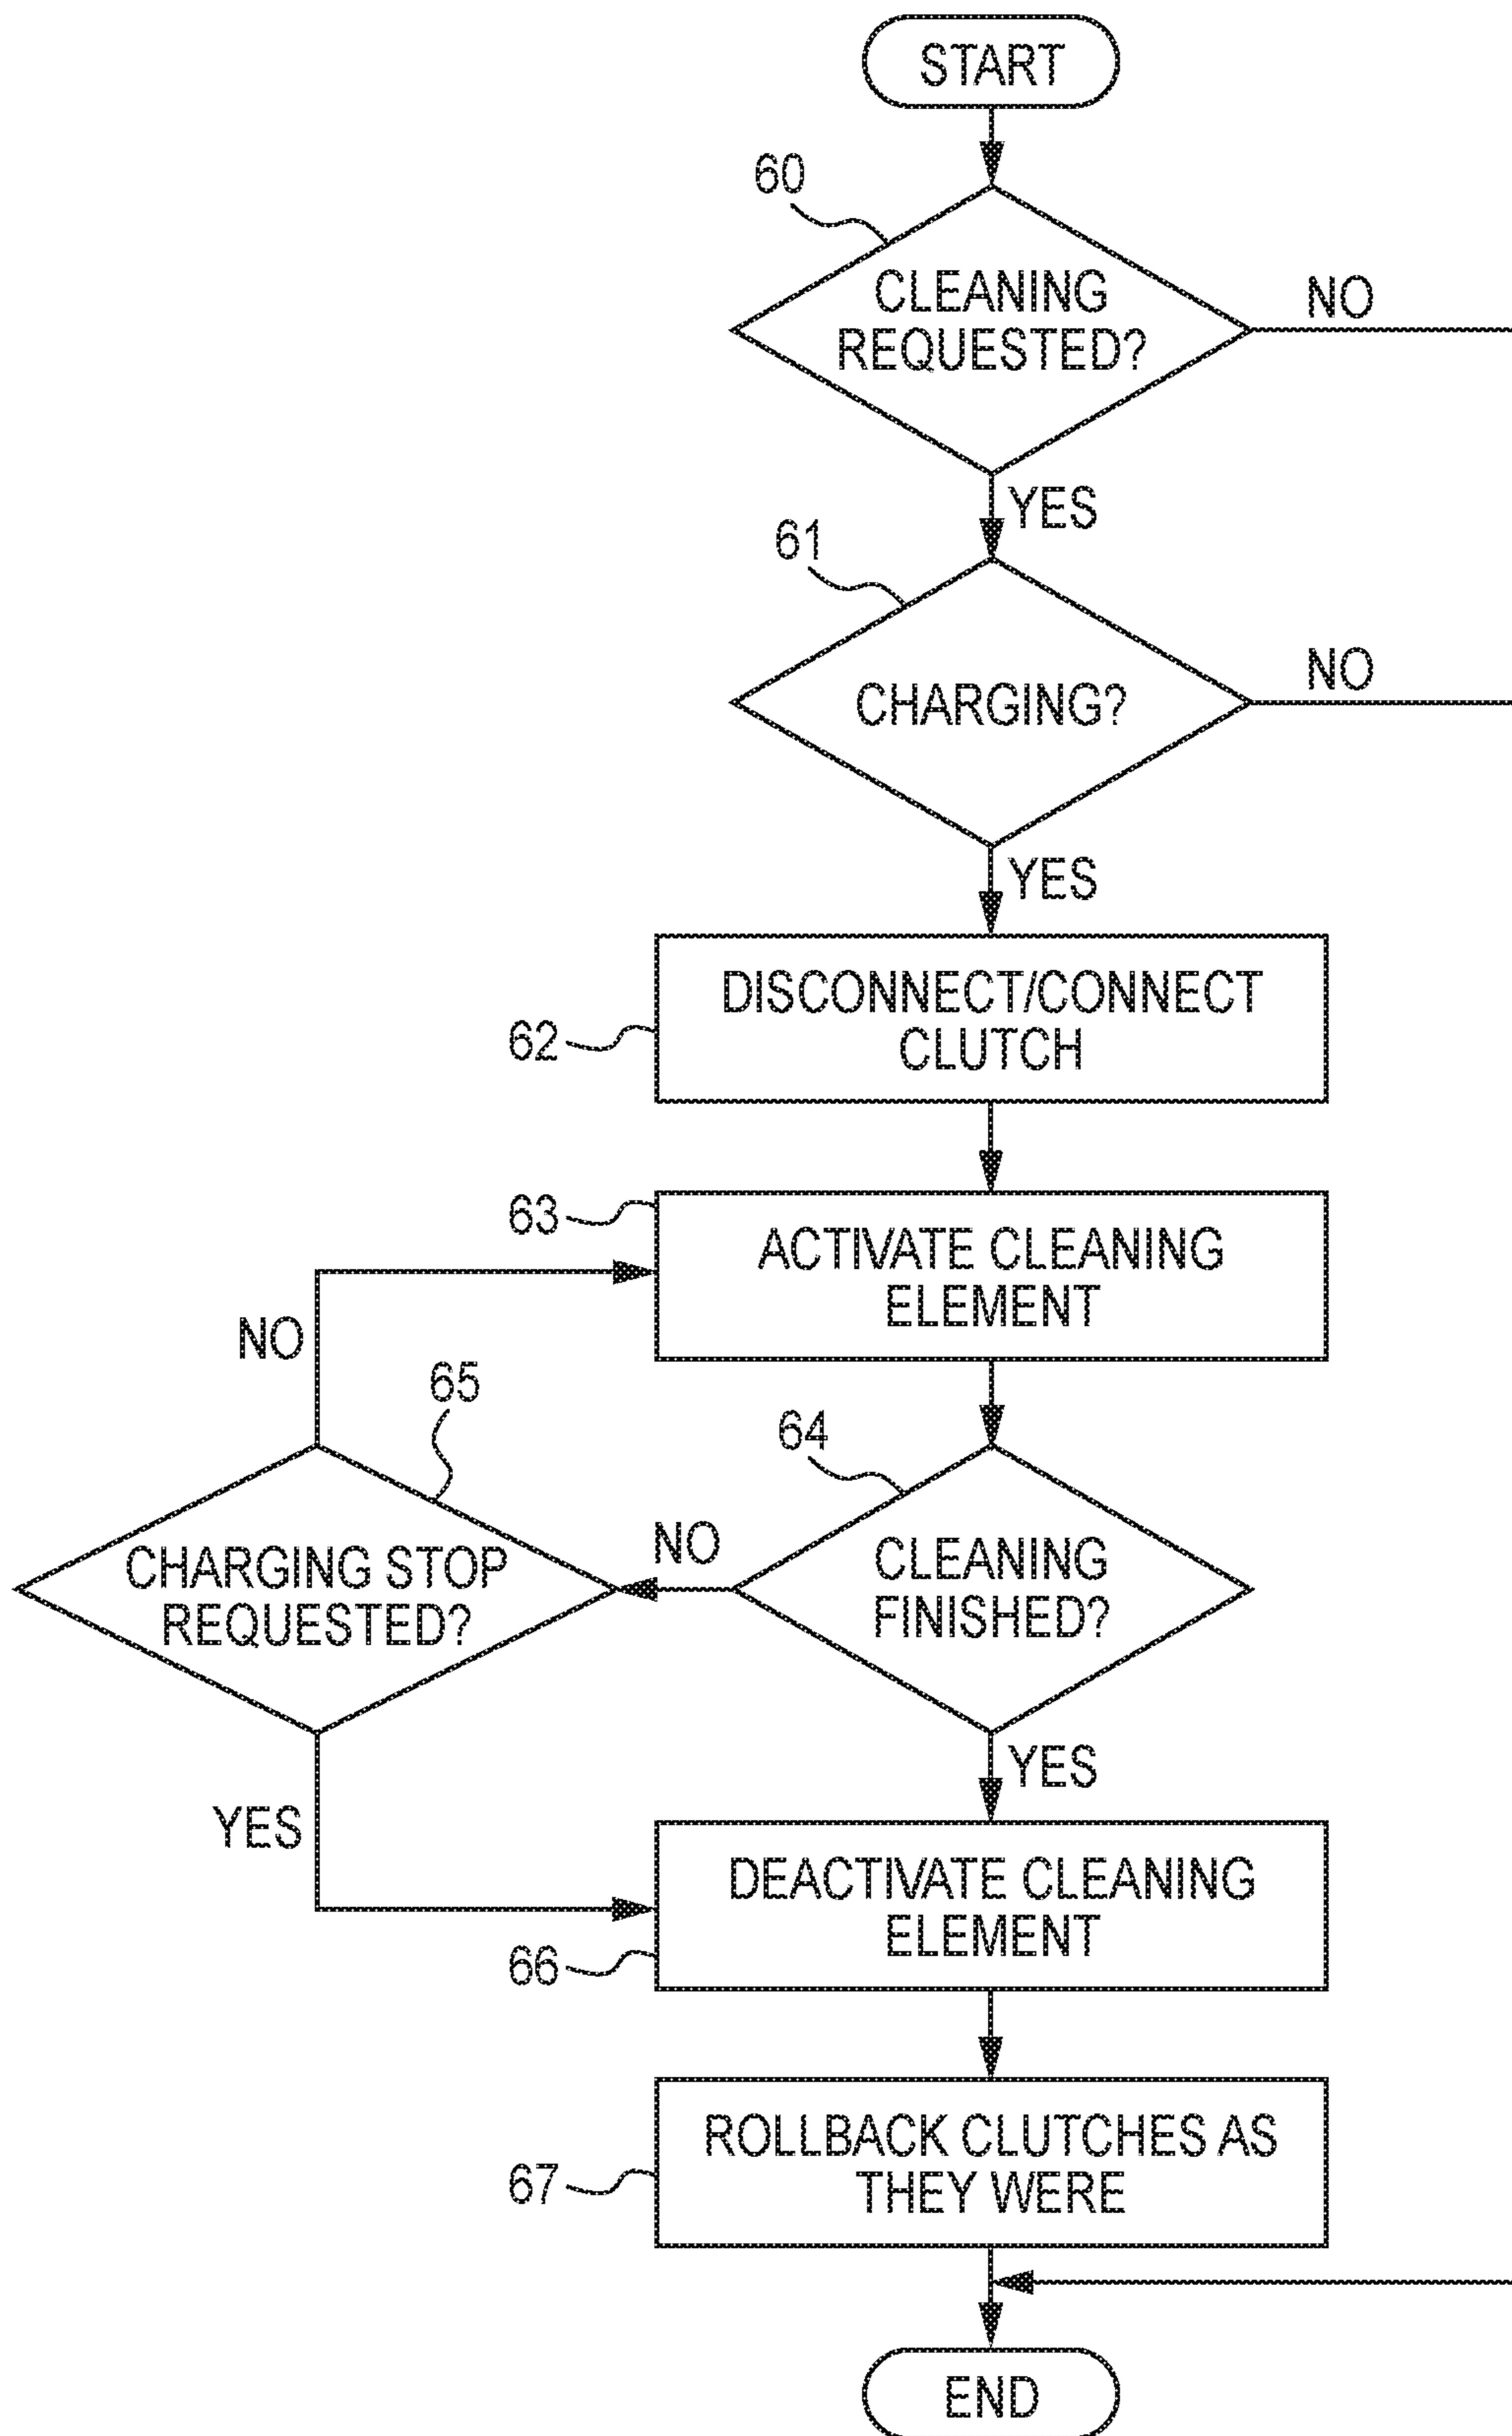 START
60
CLEANING
REQUESTED?
NO
YES
61
CHARGING?
NO
YES
DISCONNECT/CONNECT
CLUTCH
62
63
ACTIVATE CLEANING
ELEMENT
NO
65
64
CHARGING STOP
REQUESTED?
NO
CLEANING
FINISHED?
YES
YES
DEACTIVATE CLEANING
ELEMENT
66
ROLLBACK CLUTCHES AS
THEY WERE
67
END